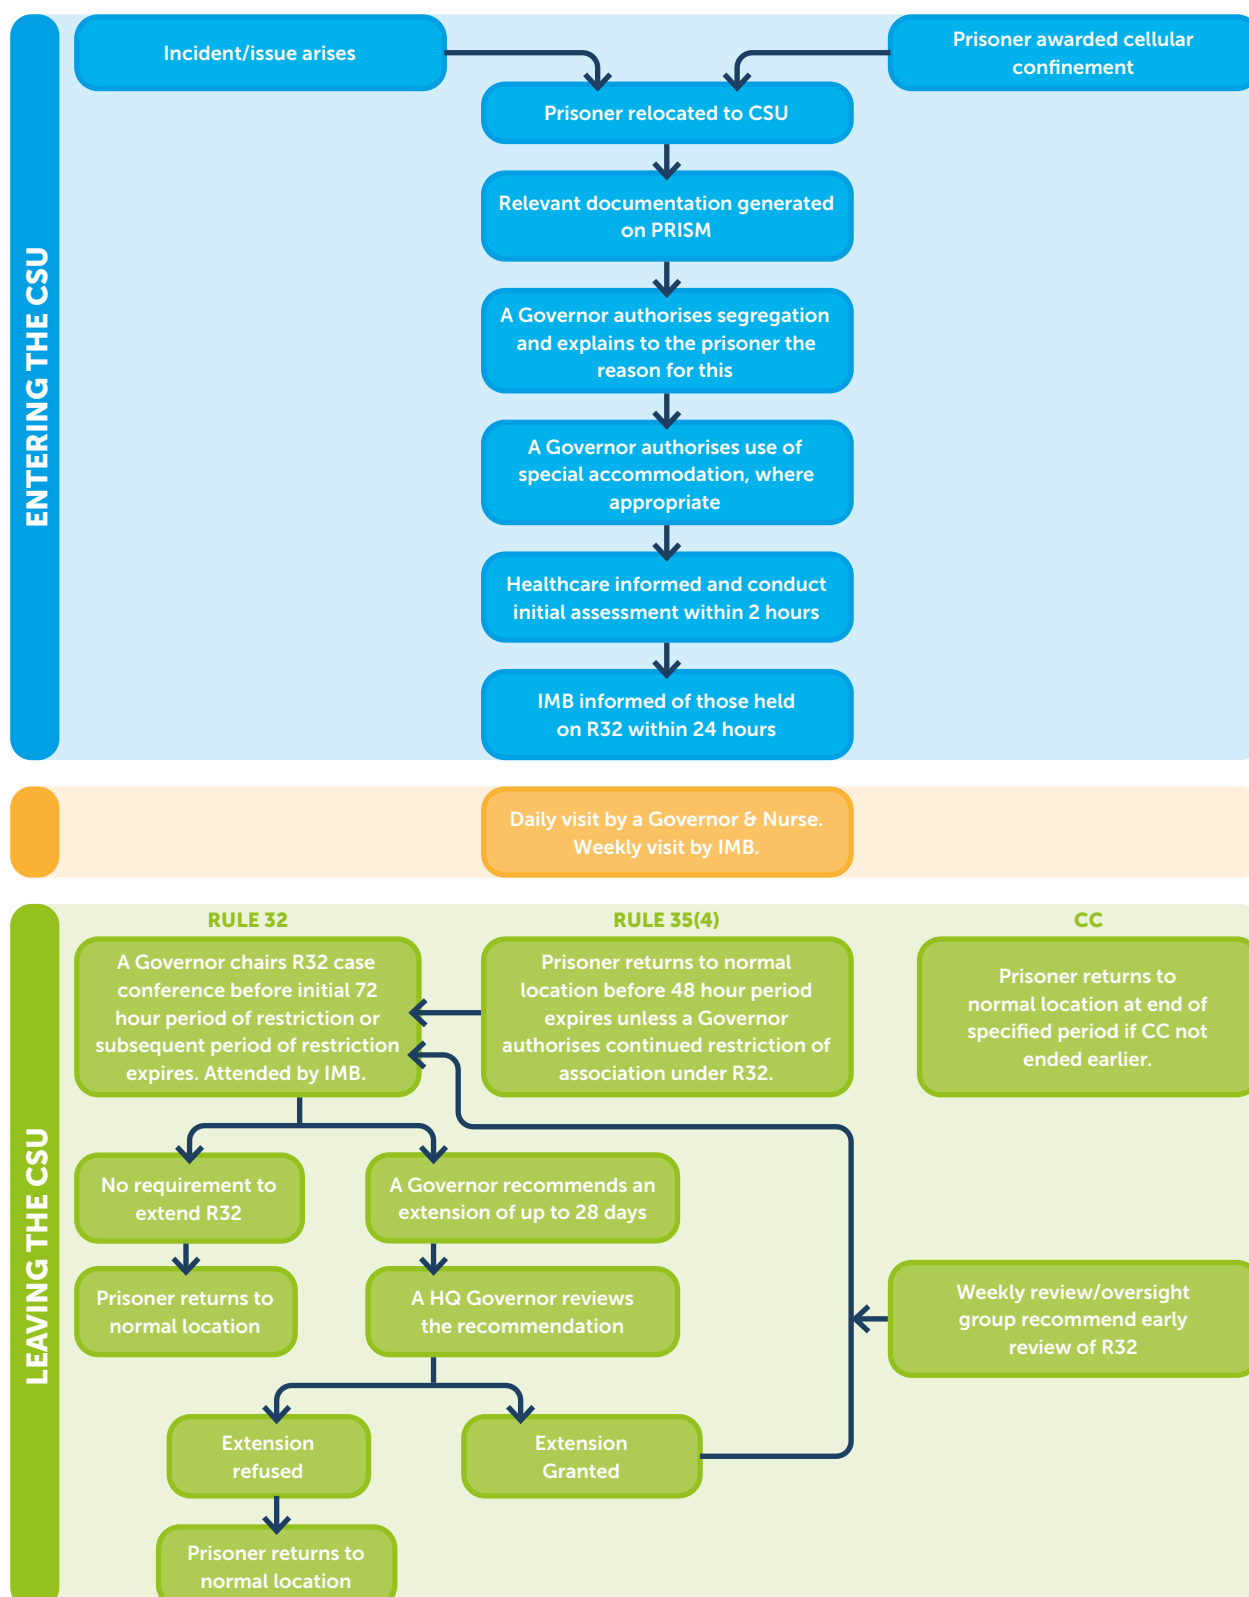 ENTERING THE CSU
Incident/issue arises
Prisoner awarded cellular
confinement
Prisoner relocated to CSU
Relevant documentation generated
on PRISM
A Governor authorises segregation
and explains to the prisoner the
reason for this
A Governor authorises use of
special accommodation, where
appropriate
Healthcare informed and conduct
initial assessment within 2 hours
IMB informed of those held
on R32 within 24 hours
Daily visit by a Governor & Nurse.
Weekly visit by IMB.
LEAVING THE CSU
RULE 32
A Governor chairs R32 case
conference before initial 72
hour period of restriction or
subsequent period of restriction
expires. Attended by IMB.
RULE 35(4)
Prisoner returns to normal
location before 48 hour period
expires unless a Governor
authorises continued restriction of
association under R32.
CC
Prisoner returns to
normal location at end of
specified period if CC not
ended earlier.
No requirement to
extend R32
A Governor recommends an
extension of up to 28 days
Prisoner returns to
normal location
A HQ Governor reviews
the recommendation
Weekly review/oversight
group recommend early
review of R32
Extension
refused
Extension
Granted
Prisoner returns to
normal location